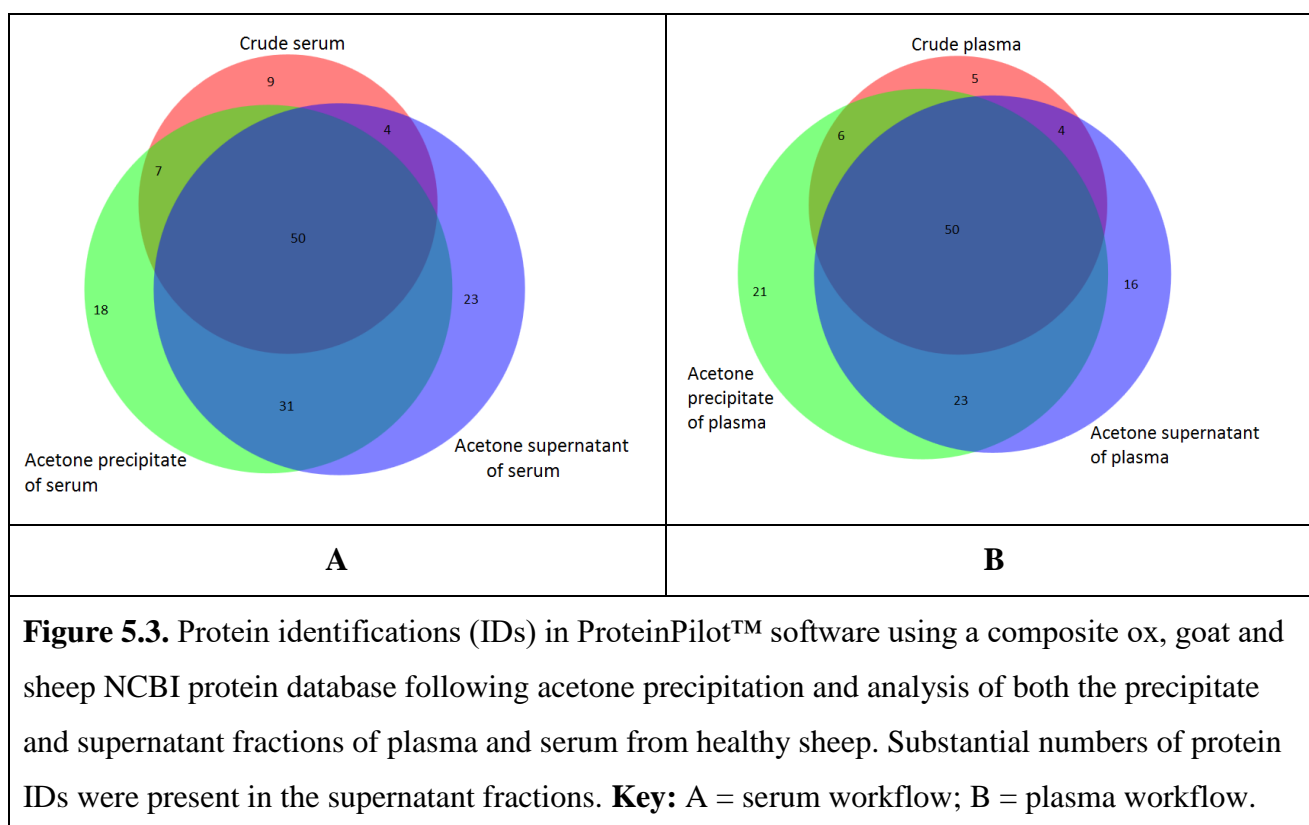 Crude serum
9
4
7
50
18
23
31
Acetone precipitate
of serum
Acetone supernatant
of serum
Crude plasma
5
6
4
50
21
16
Acetone
precipitate
of plasma
23
Acetone supernatant
of plasma
A
B
Figure 5.3. Protein identifications (IDs) in ProteinPilot™ software using a composite ox, goat and
sheep NCBI protein database following acetone precipitation and analysis of both the precipitate
and supernatant fractions of plasma and serum from healthy sheep. Substantial numbers of protein
IDs were present in the supernatant fractions. Key: A = serum workflow; B = plasma workflow.